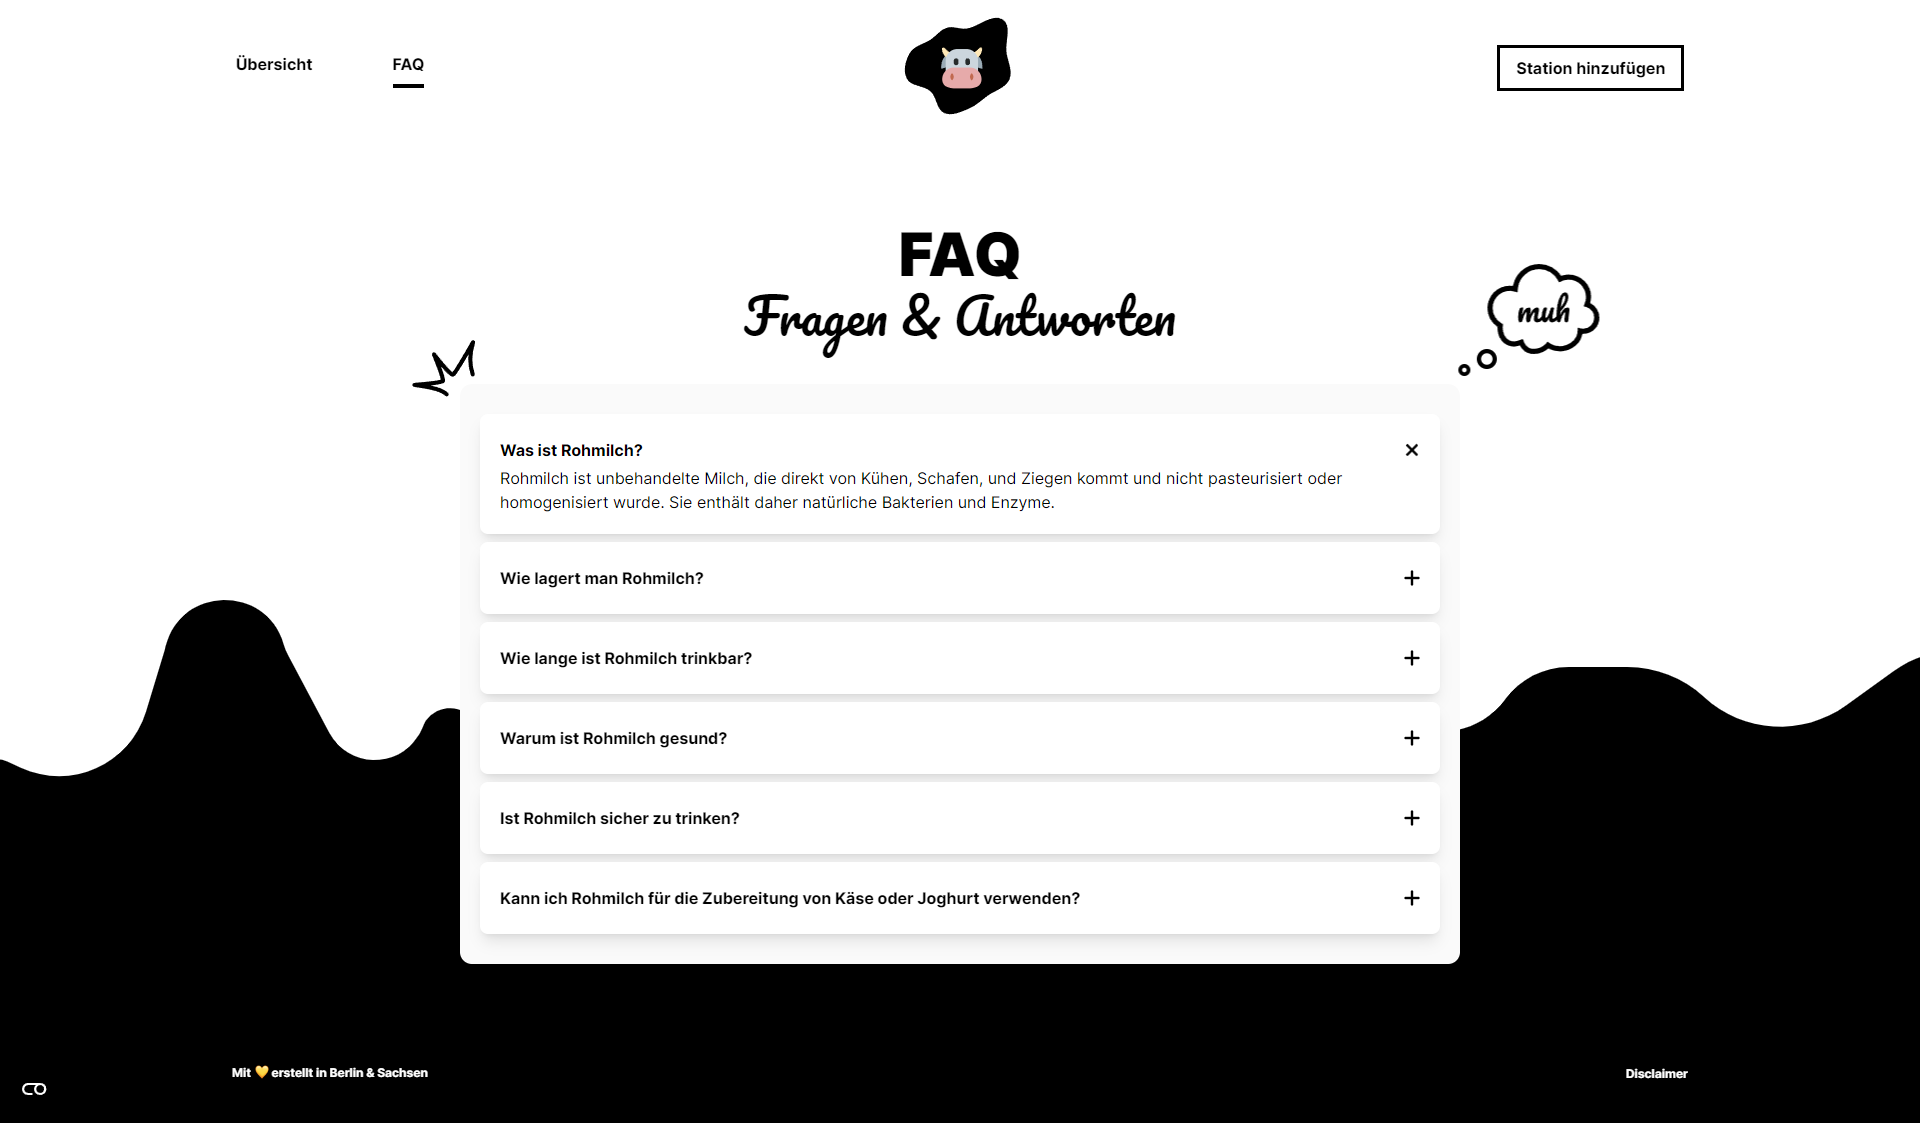 Übersicht
FAQ
Station hinzufügen
FAQ
Fragen & Antworten
muh
Was ist Rohmilch?
Rohmilch ist unbehandelte Milch, die direkt von Kühen, Schafen, und Ziegen kommt und nicht pasteurisiert oder
homogenisiert wurde. Sie enthält daher natürliche Bakterien und Enzyme.
Wie lagert man Rohmilch?
Wie lange ist Rohmilch trinkbar?
Warum ist Rohmilch gesund?
Ist Rohmilch sicher zu trinken?
Kann ich Rohmilch für die Zubereitung von Käse oder Joghurt verwenden?
Mit 💛 erstellt in Berlin & Sachsen
Disclaimer